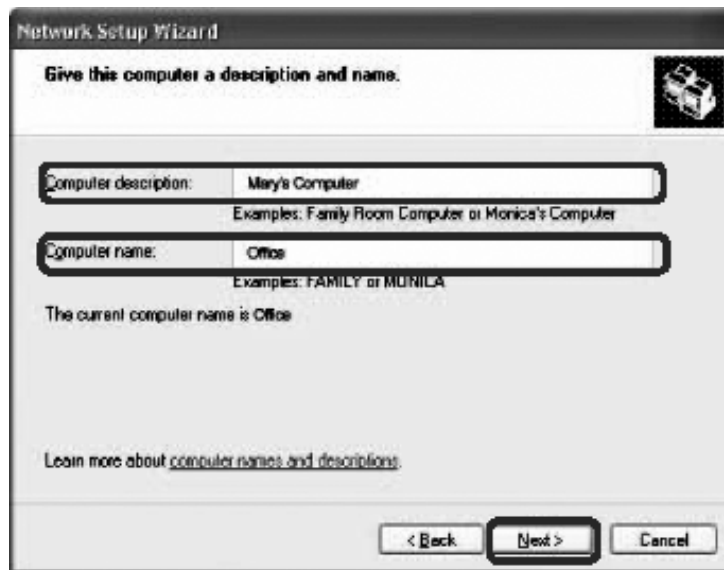 Network Setup Wizard
Give this computer a description and name.
Computer description: Mary's Computer
Examples: Family Room Computer or Monica's Computer
Computer name: Office
Examples: FAMILY or MONICA
The current computer name is Office
Learn more about computer names and descriptions.
< Back Next > Cancel